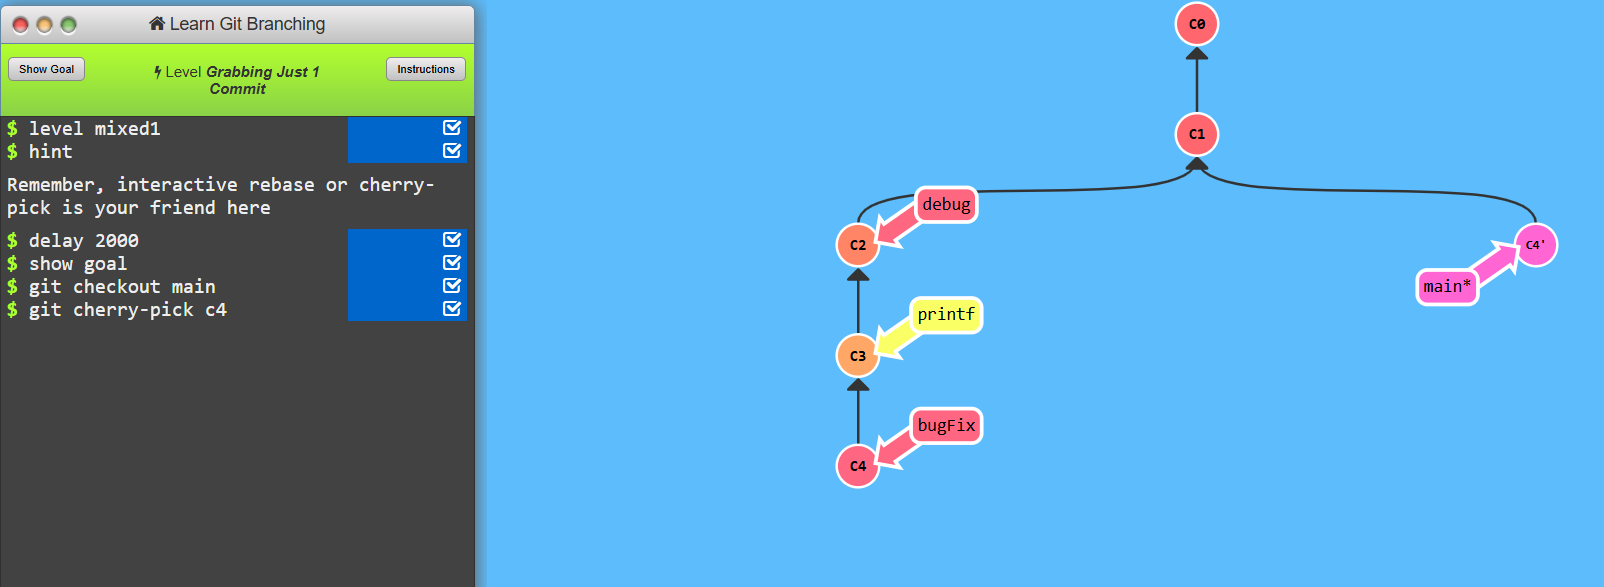 Learn Git Branching
Show Goal
Level Grabbing Just 1
Commit
Instructions
$ level mixed1
$ hint
Remember, interactive rebase or cherry-
pick is your friend here
$ delay 2000
$ show goal
$ git checkout main
$ git cherry-pick c4
C0
C1
debug
C2
C4'
main*
printf
C3
bugFix
C4